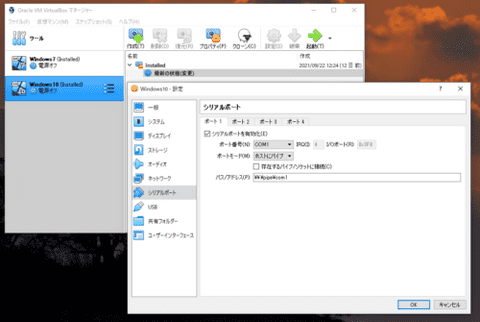 Oracle VM VirtualBox マネージャー
ファイル(F) 仮想マシン(M) スナップショット(S) ヘルプ(H)
ツール
作成(T) 削除(D) 復元(R) プロパティ(P) クローン(C) 設定(S) 破棄 起動(T)
Windows7 (Installed)
電源オフ
Windows10 (Installed)
電源オフ
名前 作成
Installed 2021/09/22 12:24 (12 日 前)
最新の状態(変更)
Windows10 - 設定
一般
システム
ディスプレイ
ストレージ
オーディオ
ネットワーク
シリアルポート
USB
共有フォルダー
ユーザーインターフェース
シリアルポート
ポート 1 ポート 2 ポート 3 ポート 4
シリアルポートを有効化(E)
ポート番号(N): COM1 IRQ(I): 4 I/Oポート(R): 0x3F8
ポートモード(M): ホストにパイプ
存在するパイプ/ソケットに接続(C)
パス/アドレス(P): ¥¥.¥pipe¥com1
OK キャンセル